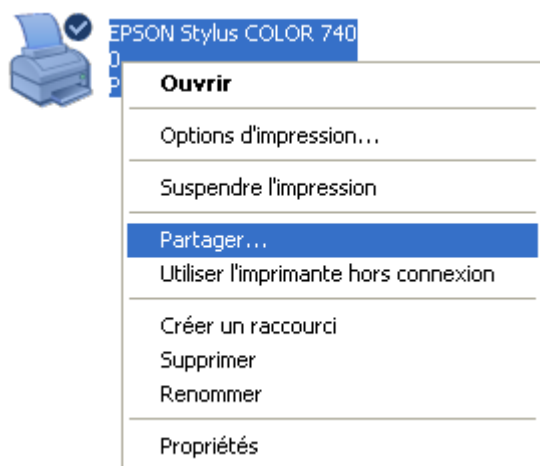 EPSON Stylus COLOR 740
0
P
Ouvrir
Options d'impression...
Suspendre l'impression
Partager...
Utiliser l'imprimante hors connexion
Créer un raccourci
Supprimer
Renommer
Propriétés